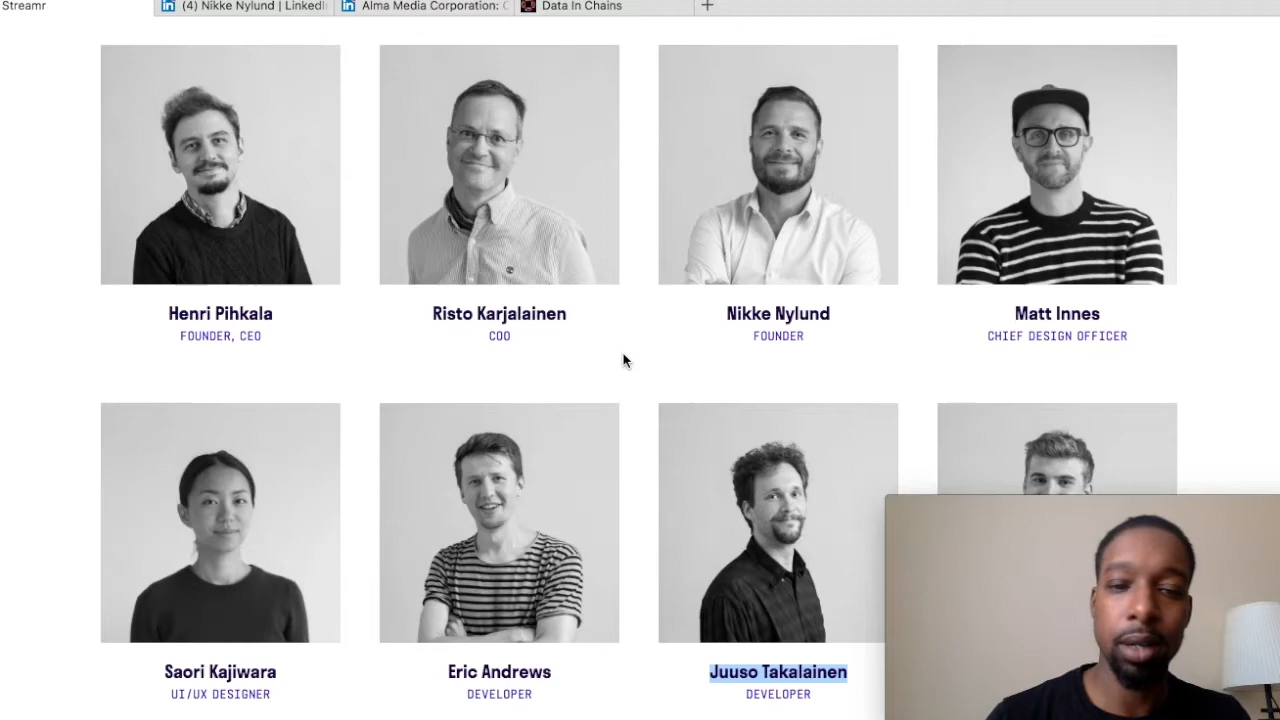 Streamr
(4) Nikke Nylund | LinkedIn
Alma Media Corporation: C
Data In Chains
Henri Pihkala
FOUNDER, CEO
Risto Karjalainen
COO
Nikke Nylund
FOUNDER
Matt Innes
CHIEF DESIGN OFFICER
Saori Kajiwara
UI/UX DESIGNER
Eric Andrews
DEVELOPER
Juuso Takalainen
DEVELOPER